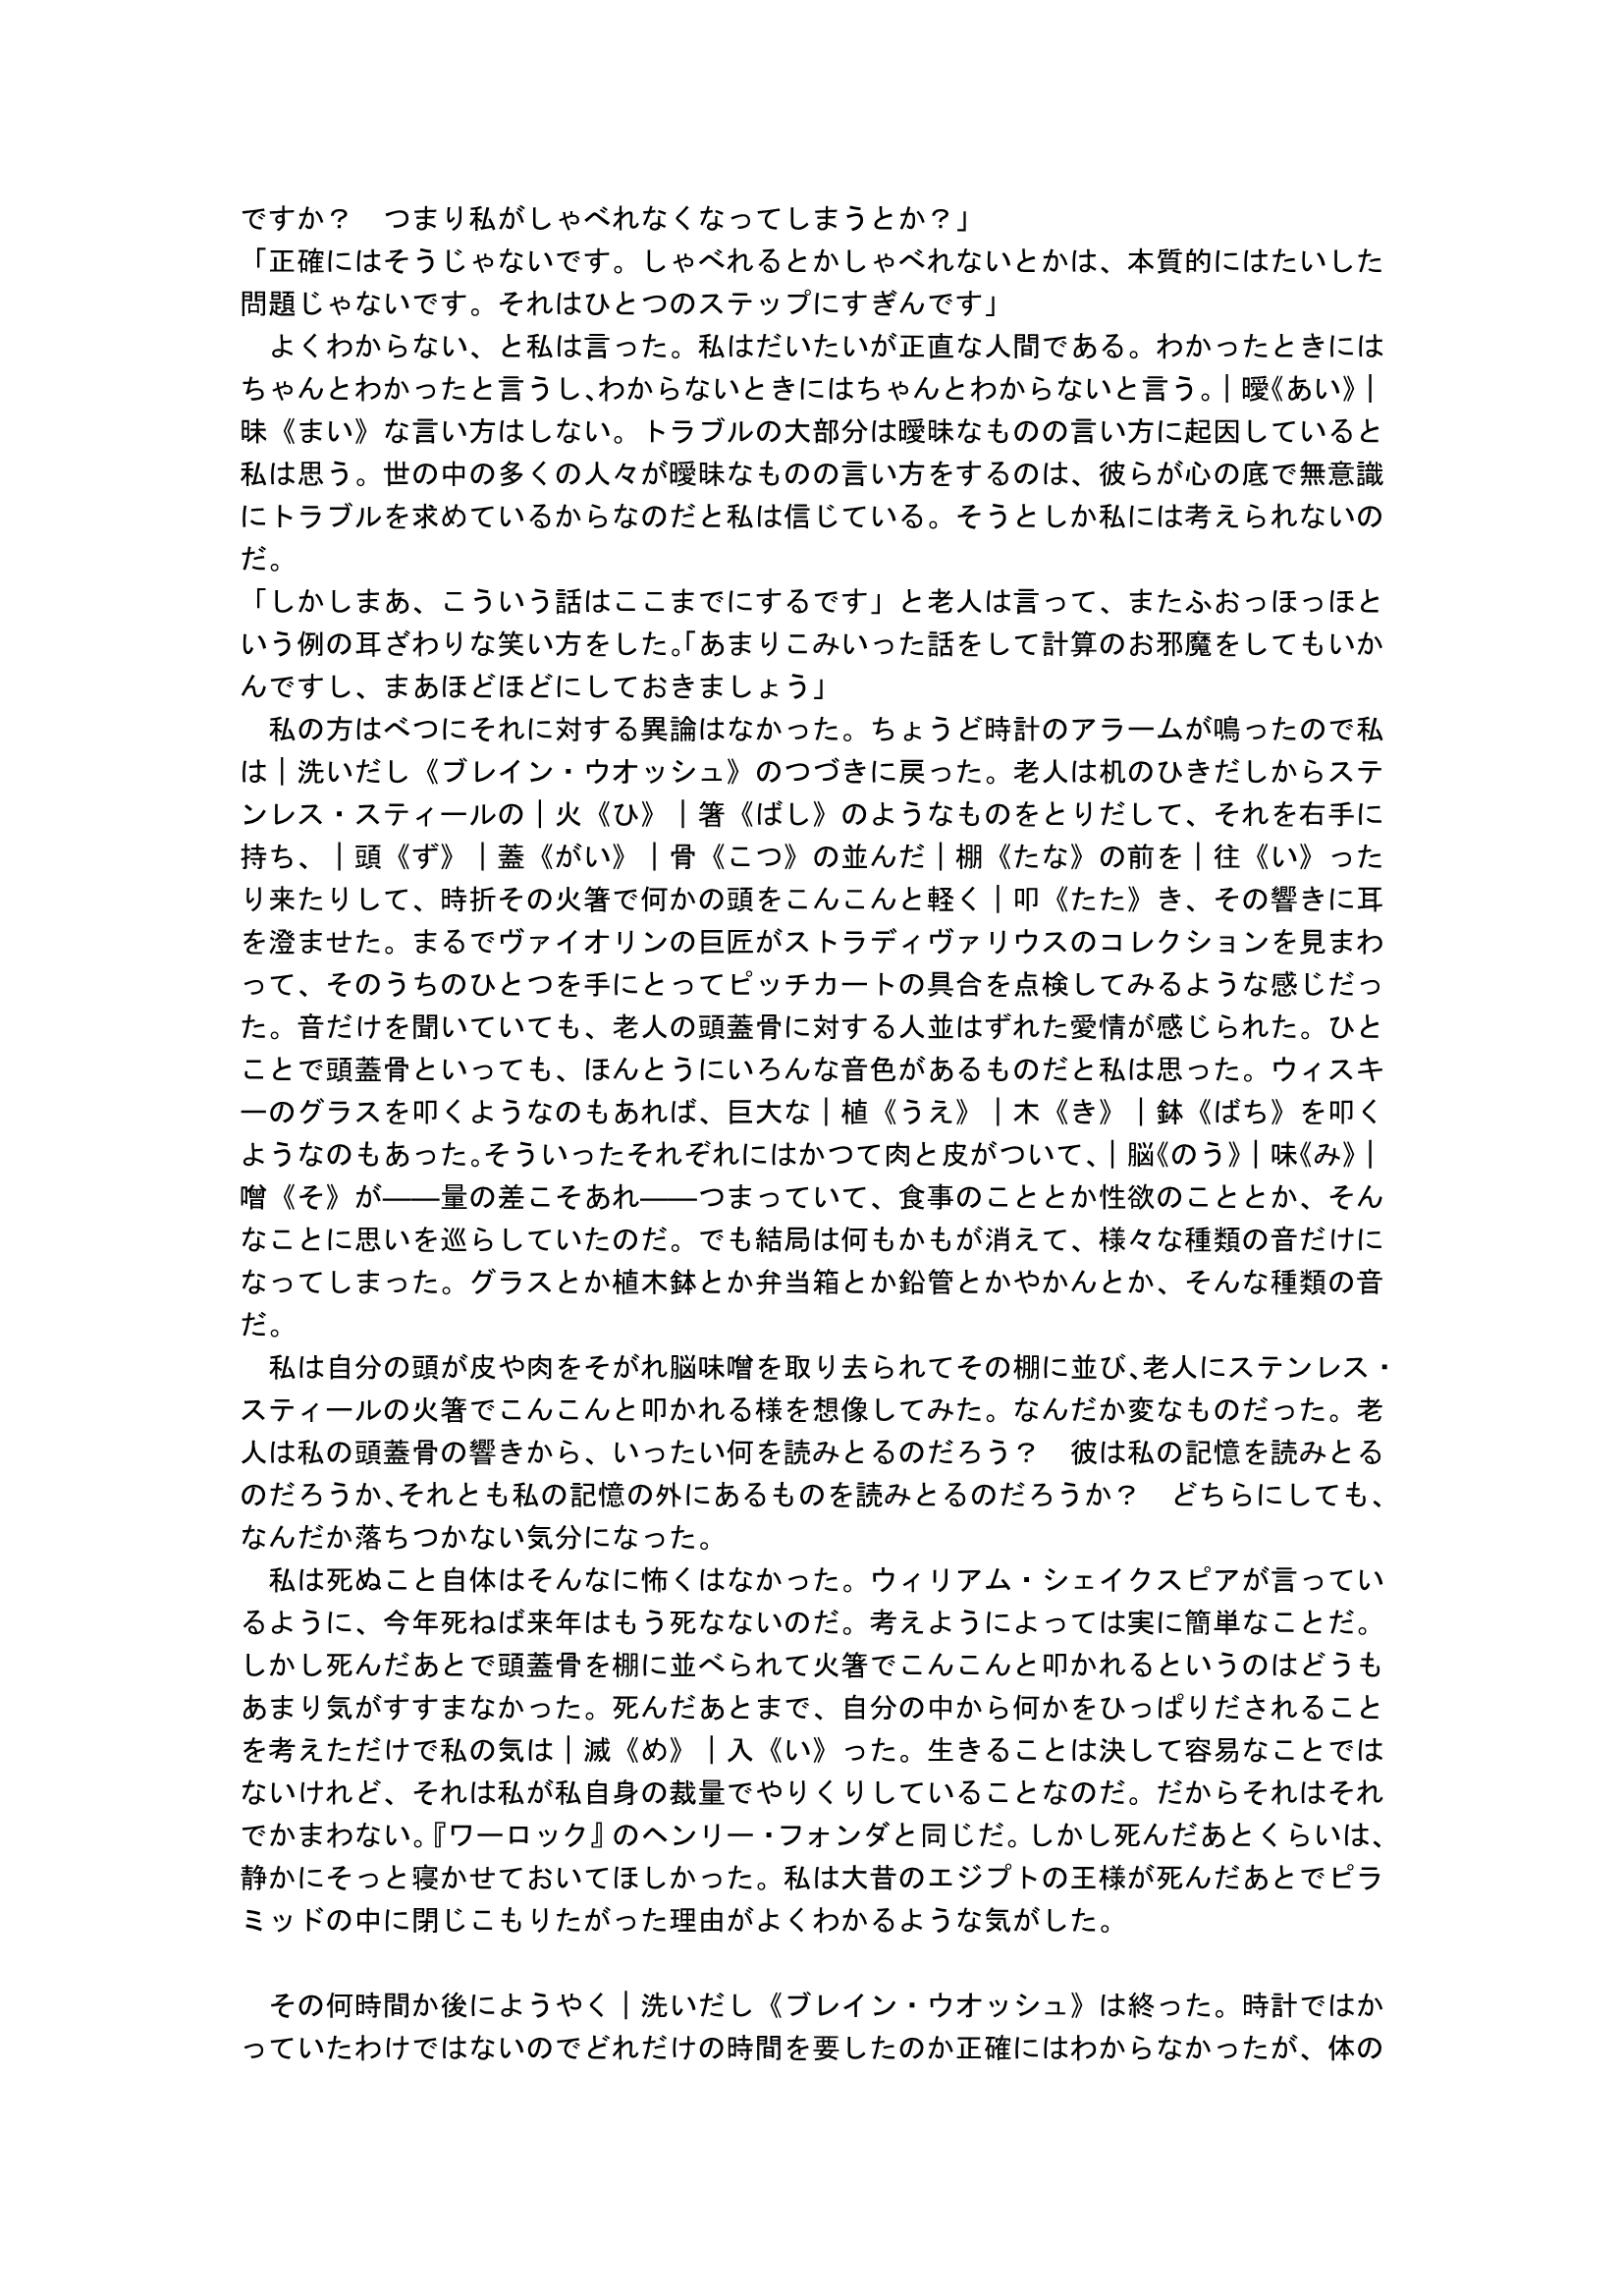 ですか？　つまり私がしゃべれなくなってしまうとか？」
「正確にはそうじゃないです。しゃべれるとかしゃべれないとかは、本質的にはたいした
問題じゃないです。それはひとつのステップにすぎんです」
　よくわからない、と私は言った。私はだいたいが正直な人間である。わかったときには
ちゃんとわかったと言うし、わからないときにはちゃんとわからないと言う。｜曖《あい》｜
昧《まい》な言い方はしない。トラブルの大部分は曖昧なものの言い方に起因していると
私は思う。世の中の多くの人々が曖昧なものの言い方をするのは、彼らが心の底で無意識
にトラブルを求めているからなのだと私は信じている。そうとしか私には考えられないの
だ。
「しかしまあ、こういう話はここまでにするです」と老人は言って、またふおっほっほと
いう例の耳ざわりな笑い方をした。「あまりこみいった話をして計算のお邪魔をしてもいか
んですし、まあほどほどにしておきましょう」
　私の方はべつにそれに対する異論はなかった。ちょうど時計のアラームが鳴ったので私
は｜洗いだし《ブレイン・ウオッシュ》のつづきに戻った。老人は机のひきだしからステ
ンレス・スティールの｜火《ひ》｜箸《ばし》のようなものをとりだして、それを右手に
持ち、｜頭《ず》｜蓋《がい》｜骨《こつ》の並んだ｜棚《たな》の前を｜往《い》った
り来たりして、時折その火箸で何かの頭をこんこんと軽く｜叩《たた》き、その響きに耳
を澄ませた。まるでヴァイオリンの巨匠がストラディヴァリウスのコレクションを見まわ
って、そのうちのひとつを手にとってピッチカートの具合を点検してみるような感じだっ
た。音だけを聞いていても、老人の頭蓋骨に対する人並はずれた愛情が感じられた。ひと
ことで頭蓋骨といっても、ほんとうにいろんな音色があるものだと私は思った。ウィスキ
ーのグラスを叩くようなのもあれば、巨大な｜植《うえ》｜木《き》｜鉢《ばち》を叩く
ようなのもあった。そういったそれぞれにはかつて肉と皮がついて、｜脳《のう》｜味《み》｜
噌《そ》が――量の差こそあれ――つまっていて、食事のこととか性欲のこととか、そん
なことに思いを巡らしていたのだ。でも結局は何もかもが消えて、様々な種類の音だけに
なってしまった。グラスとか植木鉢とか弁当箱とか鉛管とかやかんとか、そんな種類の音
だ。
　私は自分の頭が皮や肉をそがれ脳味噌を取り去られてその棚に並び、老人にステンレス・
スティールの火箸でこんこんと叩かれる様を想像してみた。なんだか変なものだった。老
人は私の頭蓋骨の響きから、いったい何を読みとるのだろう？　彼は私の記憶を読みとる
のだろうか、それとも私の記憶の外にあるものを読みとるのだろうか？　どちらにしても、
なんだか落ちつかない気分になった。
　私は死ぬこと自体はそんなに怖くはなかった。ウィリアム・シェイクスピアが言ってい
るように、今年死ねば来年はもう死なないのだ。考えようによっては実に簡単なことだ。
しかし死んだあとで頭蓋骨を棚に並べられて火箸でこんこんと叩かれるというのはどうも
あまり気がすすまなかった。死んだあとまで、自分の中から何かをひっぱりだされること
を考えただけで私の気は｜滅《め》｜入《い》った。生きることは決して容易なことでは
ないけれど、それは私が私自身の裁量でやりくりしていることなのだ。だからそれはそれ
でかまわない。『ワーロック』のヘンリー・フォンダと同じだ。しかし死んだあとくらいは、
静かにそっと寝かせておいてほしかった。私は大昔のエジプトの王様が死んだあとでピラ
ミッドの中に閉じこもりたがった理由がよくわかるような気がした。

　その何時間か後にようやく｜洗いだし《ブレイン・ウオッシュ》は終った。時計ではか
っていたわけではないのでどれだけの時間を要したのか正確にはわからなかったが、体の